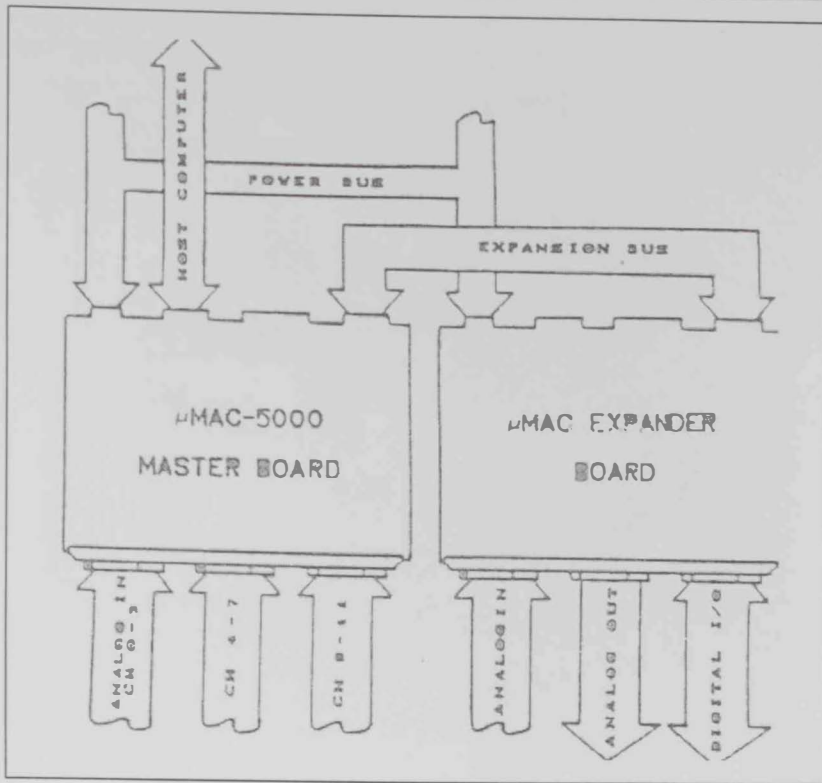 HOST COMPUTER
POWER BUS
EXPANSION BUS
µMAC-5000
MASTER BOARD
µMAC EXPANDER
BOARD
ANALOG IN
CH 0-3
CH 4-7
CH 8-11
ANALOG IN
ANALOG OUT
DIGITAL I/O